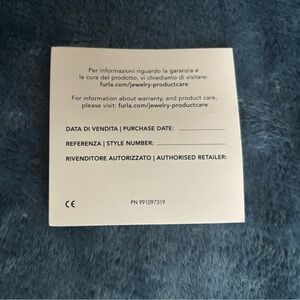 Per informazioni riguardo la garanzia e
la cura del prodotto, vi chiediamo di visitare:
furla.com/jewelry-productcare
For information about warranty, and product care,
please visit: furla.com/jewelry-productcare
DATA DI VENDITA | PURCHASE DATE:
REFERENZA | STYLE NUMBER:
RIVENDITORE AUTORIZZATO | AUTHORISED RETAILER:
CE PN 991097319